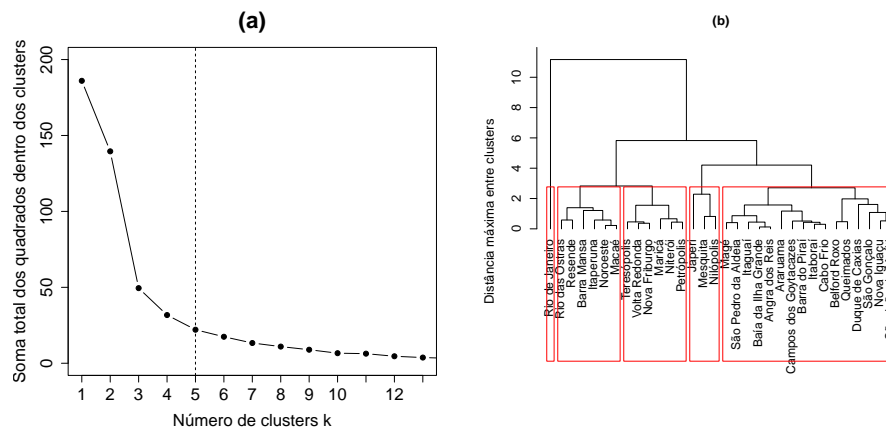 (a)
Soma total dos quadrados dentro dos clusters
200
150
100
50
0
1 2 3 4 5 6 7 8 9 10 12
Número de clusters k
(b)
Distância máxima entre clusters
10
8
6
4
2
0
Rio de Janeiro
Rio das Ostras
Resende
Barra Mansa
Itaperuna
Noroeste
Macaé
Teresópolis
Volta Redonda
Nova Friburgo
Maricá
Niterói
Petrópolis
Japeri
Mesquita
Nilópolis
Magé
São Pedro da Aldeia
Itaguaí
Baía da Ilha Grande
Angra dos Reis
Araruama
Campos dos Goytacazes
Barra do Piraí
Itaboraí
Cabo Frio
Belford Roxo
Queimados
Duque de Caxias
São Gonçalo
Nova Iguaçu